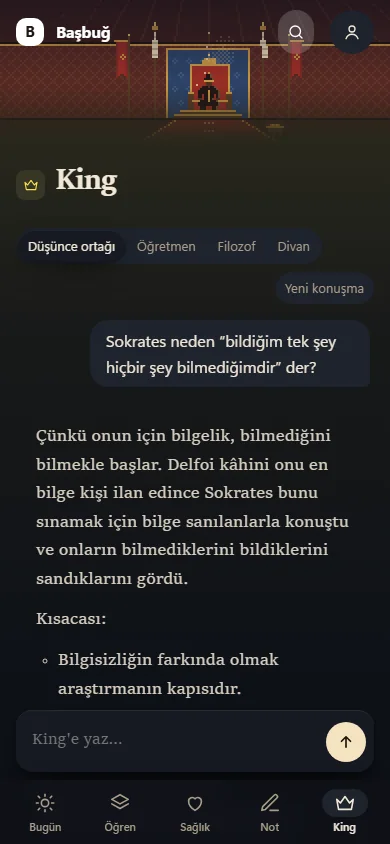 B Başbuğ
King
Düşünce ortağı Öğretmen Filozof Divan
Yeni konuşma
Sokrates neden “bildiğim tek şey
hiçbir şey bilmediğimdir” der?
Çünkü onun için bilgelik, bilmediğini
bilmekle başlar. Delfoi kâhini onu en
bilge kişi ilan edince Sokrates bunu
sınamak için bilge sanılanlarla konuştu
ve onların bilmediklerini bildiklerini
sandıklarını gördü.
Kısacası:
◦ Bilgisizliğin farkında olmak
araştırmanın kapısıdır.
King'e yaz...
Bugün Öğren Sağlık Not King